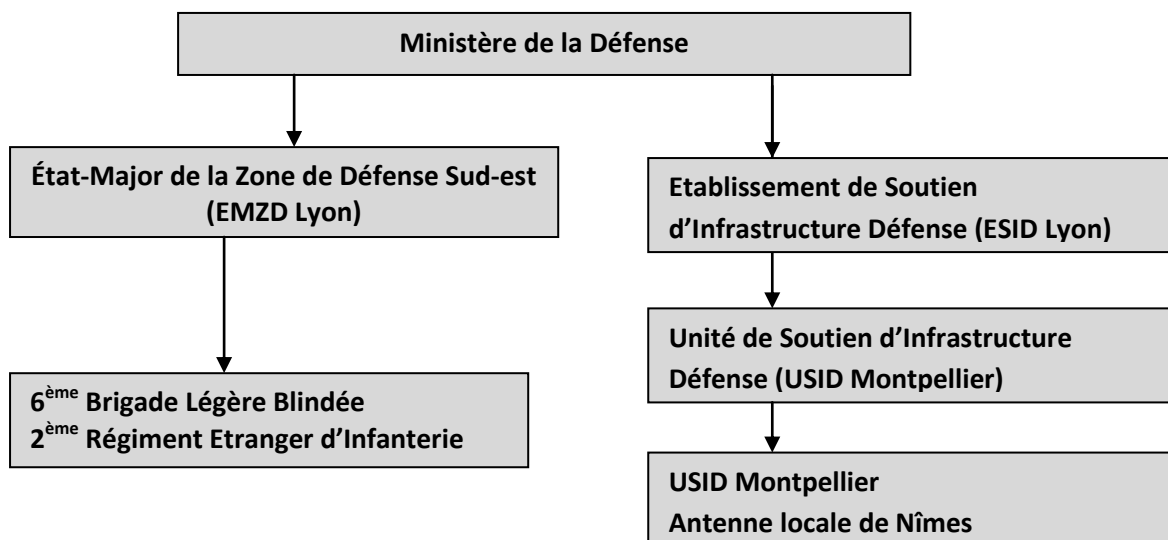 Ministère de la Défense
État-Major de la Zone de Défense Sud-est
(EMZD Lyon)
6ème Brigade Légère Blindée
2ème Régiment Etranger d’Infanterie
Etablissement de Soutien
d’Infrastructure Défense (ESID Lyon)
Unité de Soutien d’Infrastructure
Défense (USID Montpellier)
USID Montpellier
Antenne locale de Nîmes